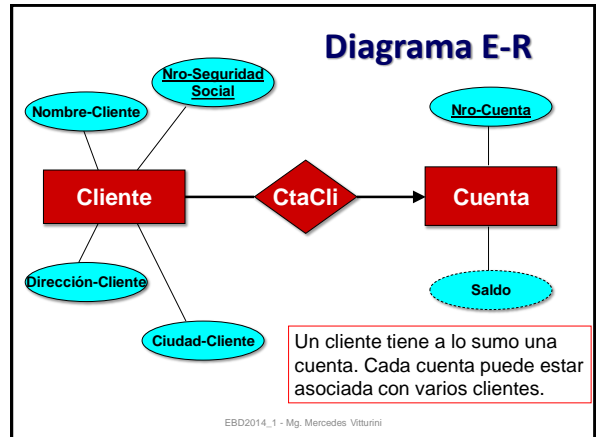 Diagrama E-R
Nro-Seguridad
Social
Nombre-Cliente
Nro-Cuenta
Cliente
CtaCli
Cuenta
Dirección-Cliente
Saldo
Ciudad-Cliente
Un cliente tiene a lo sumo una
cuenta. Cada cuenta puede estar
asociada con varios clientes.
EBD2014_1 - Mg. Mercedes Vitturini